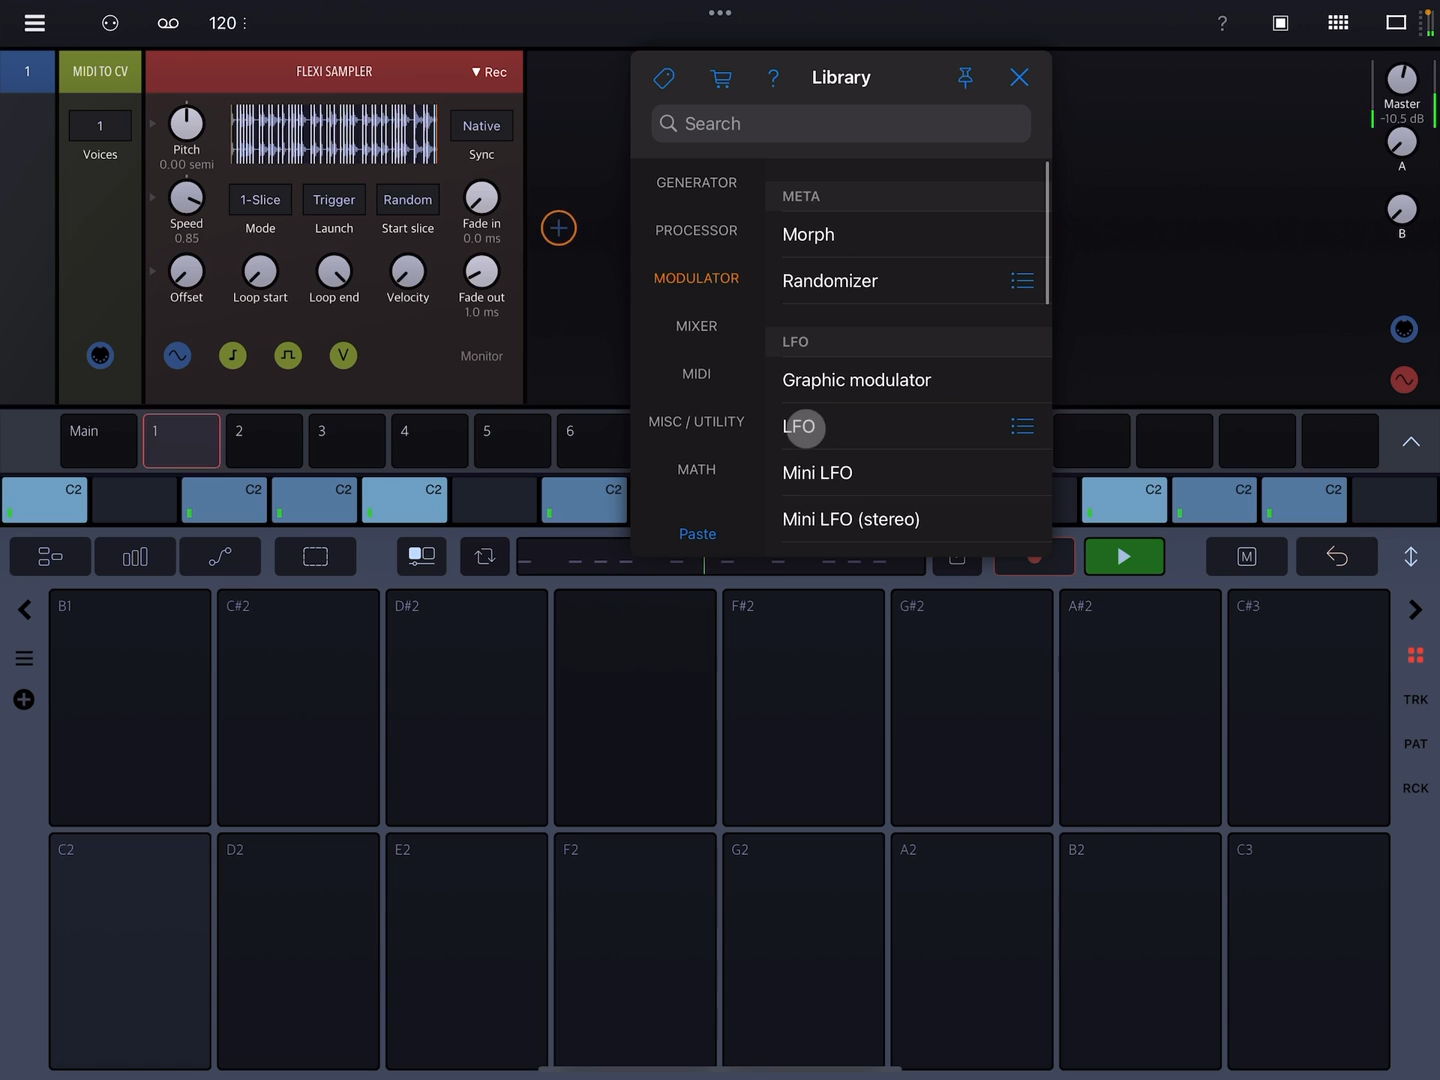 120
?
1
MIDI TO CV
FLEXI SAMPLER
▼ Rec
1
Voices
Pitch
0.00 semi
Native
Sync
Speed
0.85
1-Slice
Mode
Trigger
Launch
Random
Start slice
Fade in
0.0 ms
Offset
Loop start
Loop end
Velocity
Fade out
1.0 ms
V
Monitor
?
Library
Search
GENERATOR
PROCESSOR
MODULATOR
MIXER
MIDI
MISC / UTILITY
MATH
Paste
META
Morph
Randomizer
LFO
Graphic modulator
LFO
Mini LFO
Mini LFO (stereo)
Master
-10.5 dB
A
B
Main
1
2
3
4
5
6
C2
C2
C2
C2
C2
C2
C2
C2
M
B1
C#2
D#2
F#2
G#2
A#2
C#3
TRK
PAT
RCK
C2
D2
E2
F2
G2
A2
B2
C3